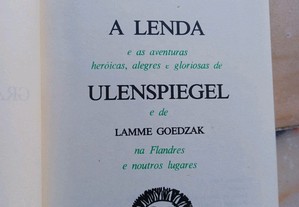 A LENDA
e as aventuras
heróicas, alegres e gloriosas de
ULENSPIEGEL
e de
LAMME GOEDZAK
na Flandres
e noutros lugares